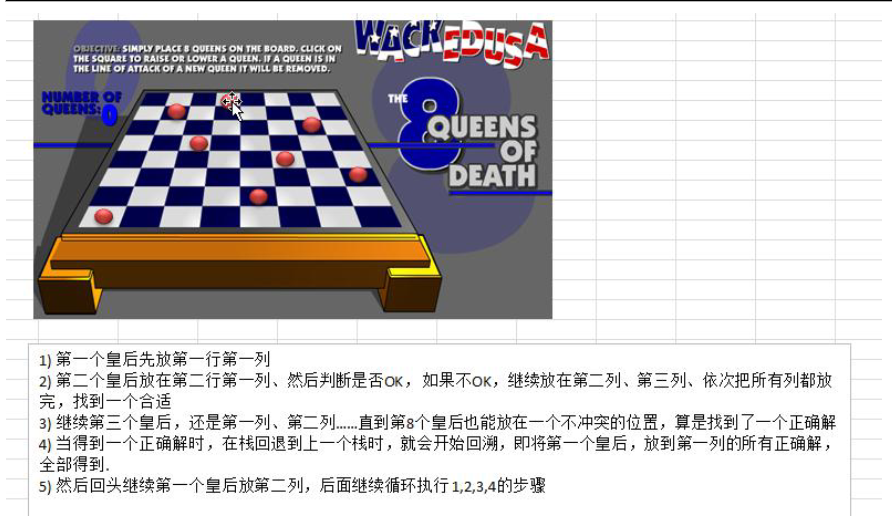 WACKEDUSA
OBJECTIVE: SIMPLY PLACE 8 QUEENS ON THE BOARD. CLICK ON
THE SQUARE TO RAISE OR LOWER A QUEEN. IF A QUEEN IS IN
THE LINE OF ATTACK OF A NEW QUEEN IT WILL BE REMOVED.
NUMBER OF
QUEENS: 0
THE 8
QUEENS
OF
DEATH
1) 第一个皇后先放第一行第一列
2) 第二个皇后放在第二行第一列、然后判断是否OK，如果不OK，继续放在第二列、第三列、依次把所有列都放
完，找到一个合适
3) 继续第三个皇后，还是第一列、第二列……直到第8个皇后也能放在一个不冲突的位置，算是找到了一个正确解
4) 当得到一个正确解时，在栈回退到上一个栈时，就会开始回溯，即将第一个皇后，放到第一列的所有正确解，
全部得到.
5) 然后回头继续第一个皇后放第二列，后面继续循环执行 1,2,3,4的步骤